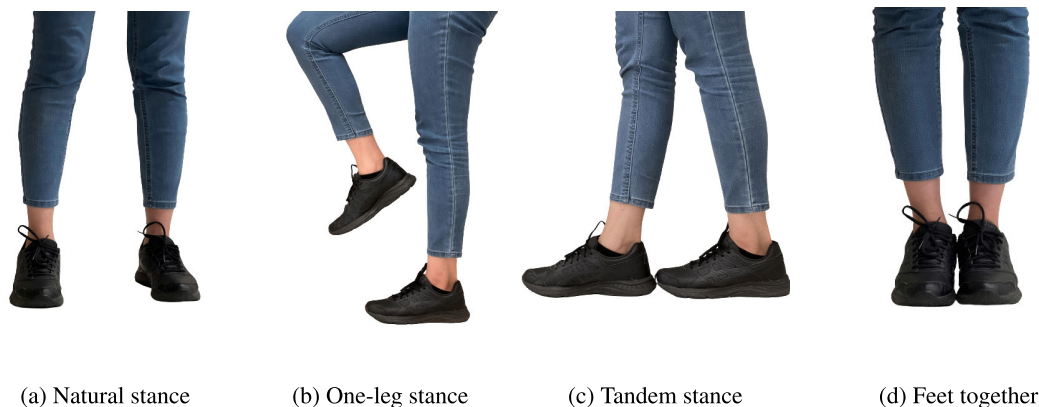 (a) Natural stance
(b) One-leg stance
(c) Tandem stance
(d) Feet together